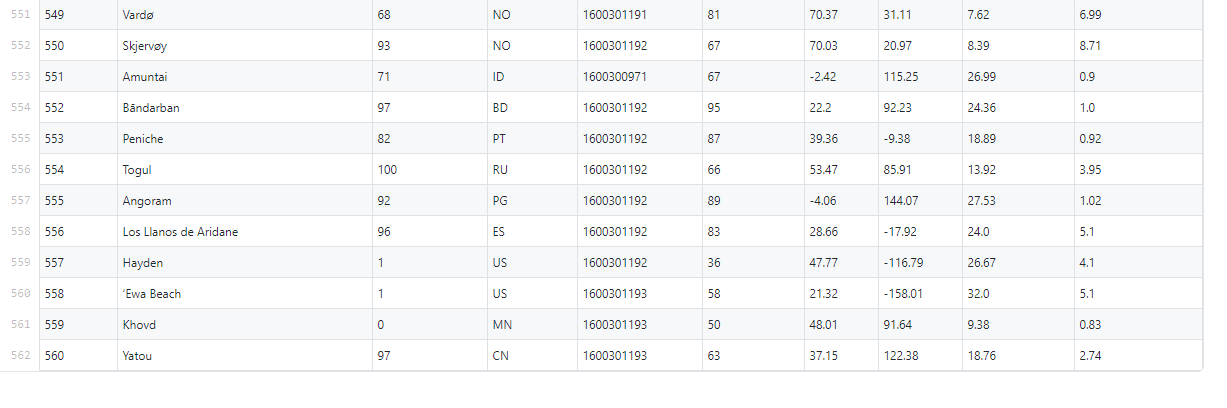 551 549 Vardø 68 NO 1600301191 81 70.37 31.11 7.62 6.99
552 550 Skjervøy 93 NO 1600301192 67 70.03 20.97 8.39 8.71
553 551 Amuntai 71 ID 1600300971 67 -2.42 115.25 26.99 0.9
554 552 Bāndarban 97 BD 1600301192 95 22.2 92.23 24.36 1.0
555 553 Peniche 82 PT 1600301192 87 39.36 -9.38 18.89 0.92
556 554 Togul 100 RU 1600301192 66 53.47 85.91 13.92 3.95
557 555 Angoram 92 PG 1600301192 89 -4.06 144.07 27.53 1.02
558 556 Los Llanos de Aridane 96 ES 1600301192 83 28.66 -17.92 24.0 5.1
559 557 Hayden 1 US 1600301192 36 47.77 -116.79 26.67 4.1
560 558 ‘Ewa Beach 1 US 1600301193 58 21.32 -158.01 32.0 5.1
561 559 Khovd 0 MN 1600301193 50 48.01 91.64 9.38 0.83
562 560 Yatou 97 CN 1600301193 63 37.15 122.38 18.76 2.74